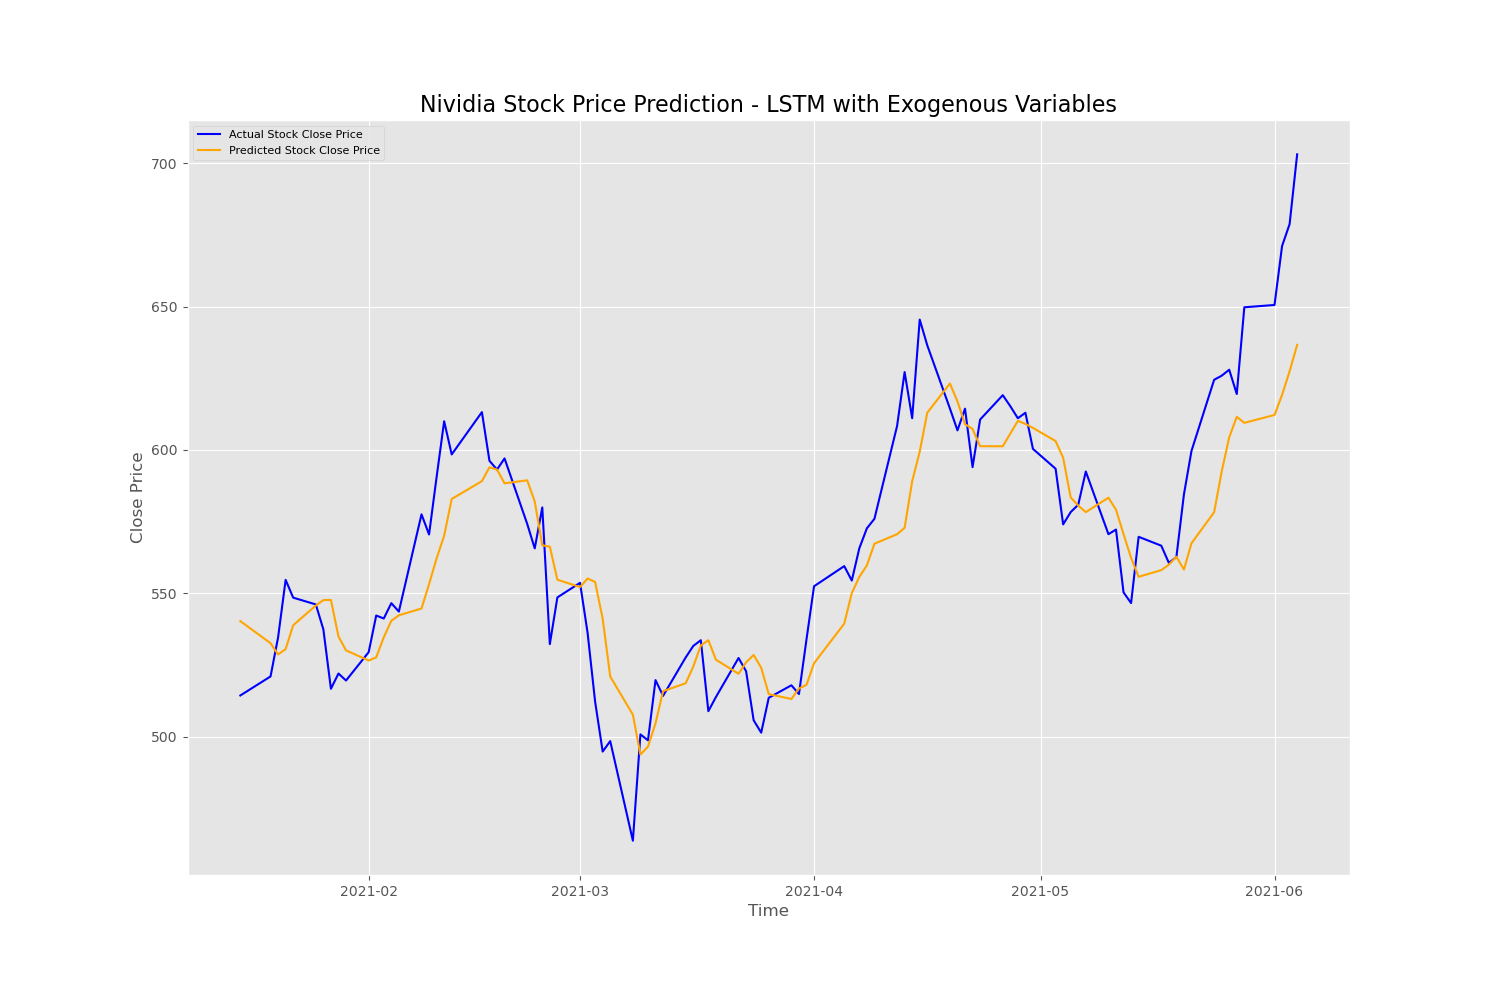 Nividia Stock Price Prediction - LSTM with Exogenous Variables
Actual Stock Close Price
Predicted Stock Close Price
700
650
600
550
500
Close Price
2021-02
2021-03
2021-04
2021-05
2021-06
Time